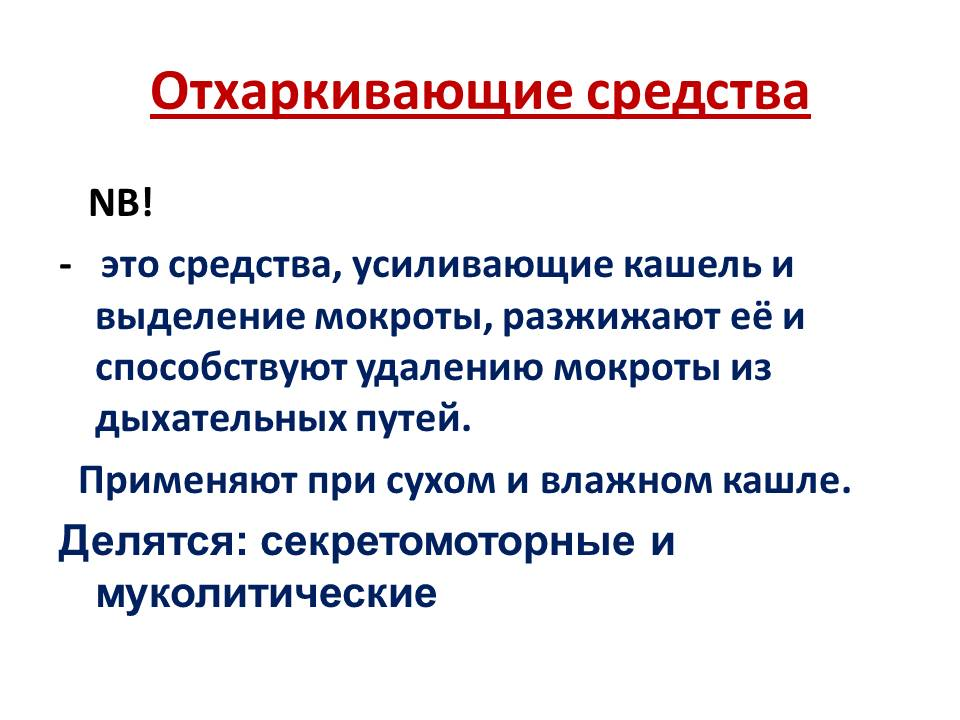 Отхаркивающие средства
NB!
- это средства, усиливающие кашель и
выделение мокроты, разжижают её и
способствуют удалению мокроты из
дыхательных путей.
Применяют при сухом и влажном кашле.
Делятся: секретомоторные и
муколитические